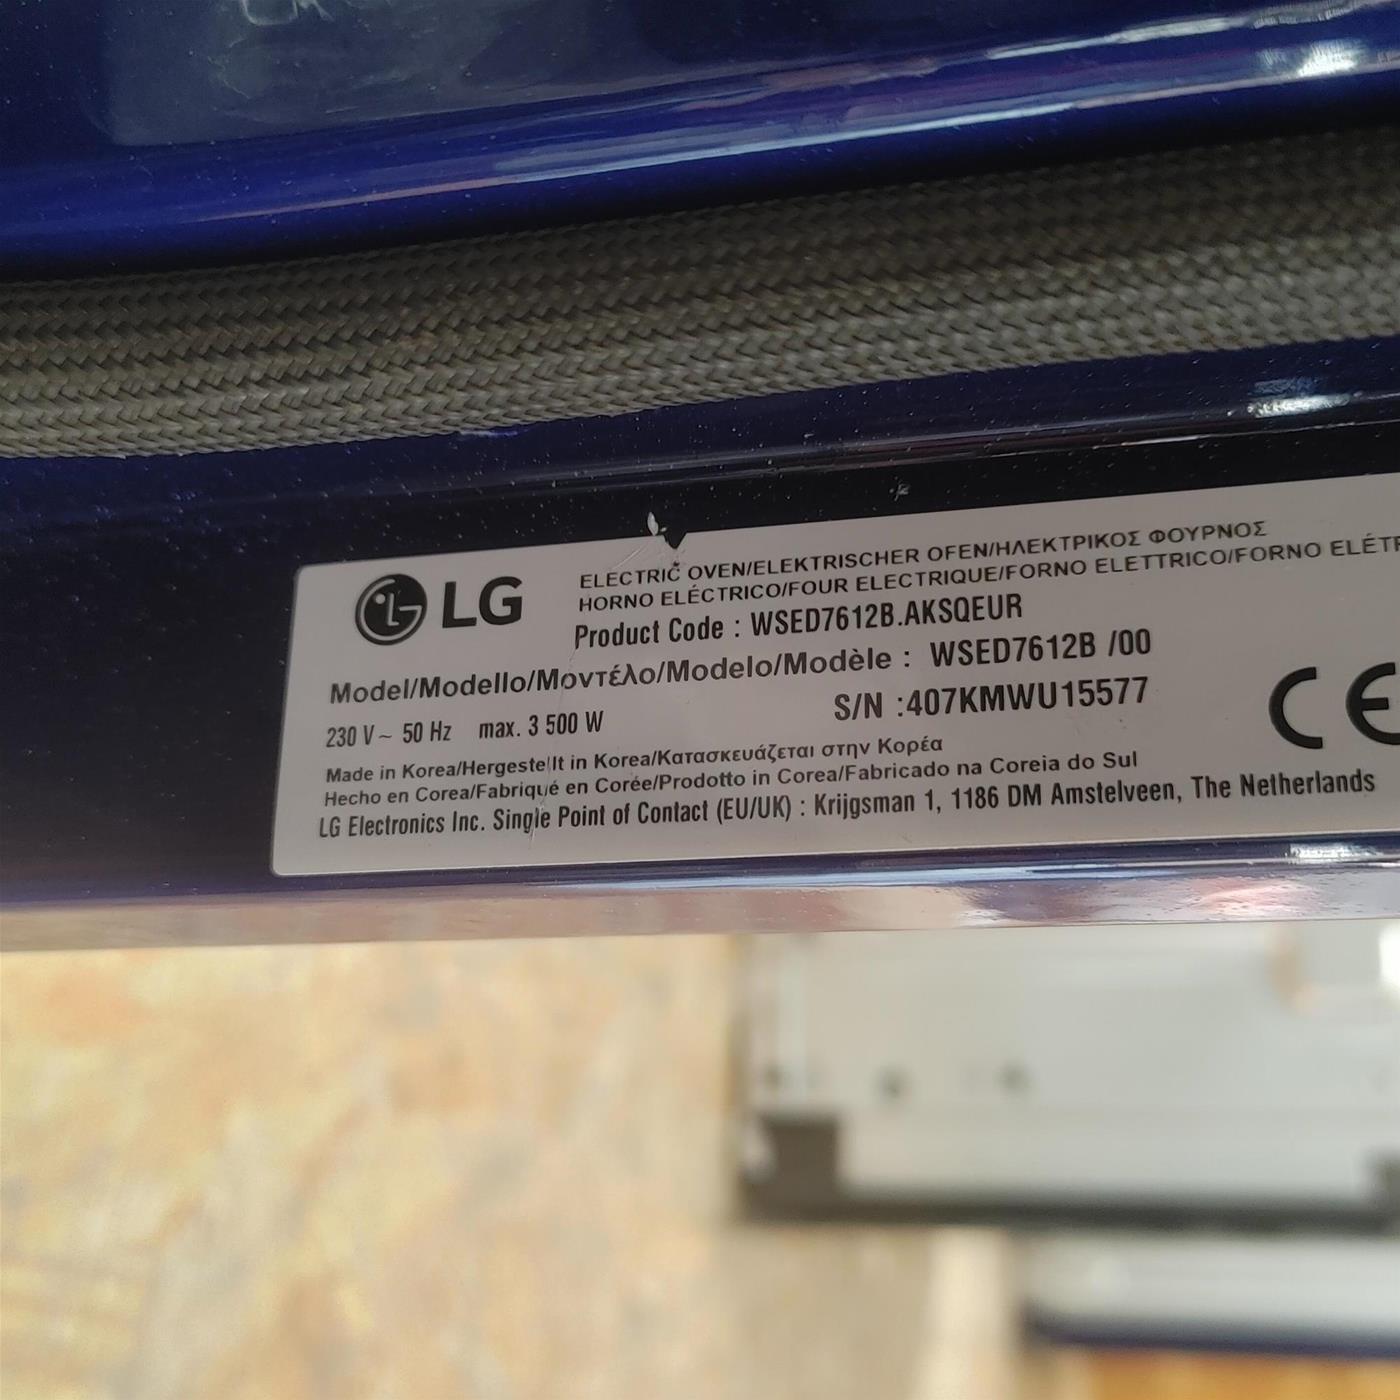 LG
ELECTRIC OVEN/ELEKTRISCHER OFEN/ΗΛΕΚΤΡΙΚΟΣ ΦΟΥΡΝΟΣ
HORNO ELÉCTRICO/FOUR ELECTRIQUE/FORNO ELETTRICO/FORNO ELÉTR
Product Code : WSED7612B.AKSQEUR
Model/Modello/Μοντέλο/Modelo/Modèle : WSED7612B /00
230 V~ 50 Hz max. 3 500 W S/N :407KMWU15577
CE
Made in Korea/Hergestellt in Korea/Κατασκευάζεται στην Κορέα
Hecho en Corea/Fabriqué en Corée/Prodotto in Corea/Fabricado na Coreia do Sul
LG Electronics Inc. Single Point of Contact (EU/UK) : Krijgsman 1, 1186 DM Amstelveen, The Netherlands